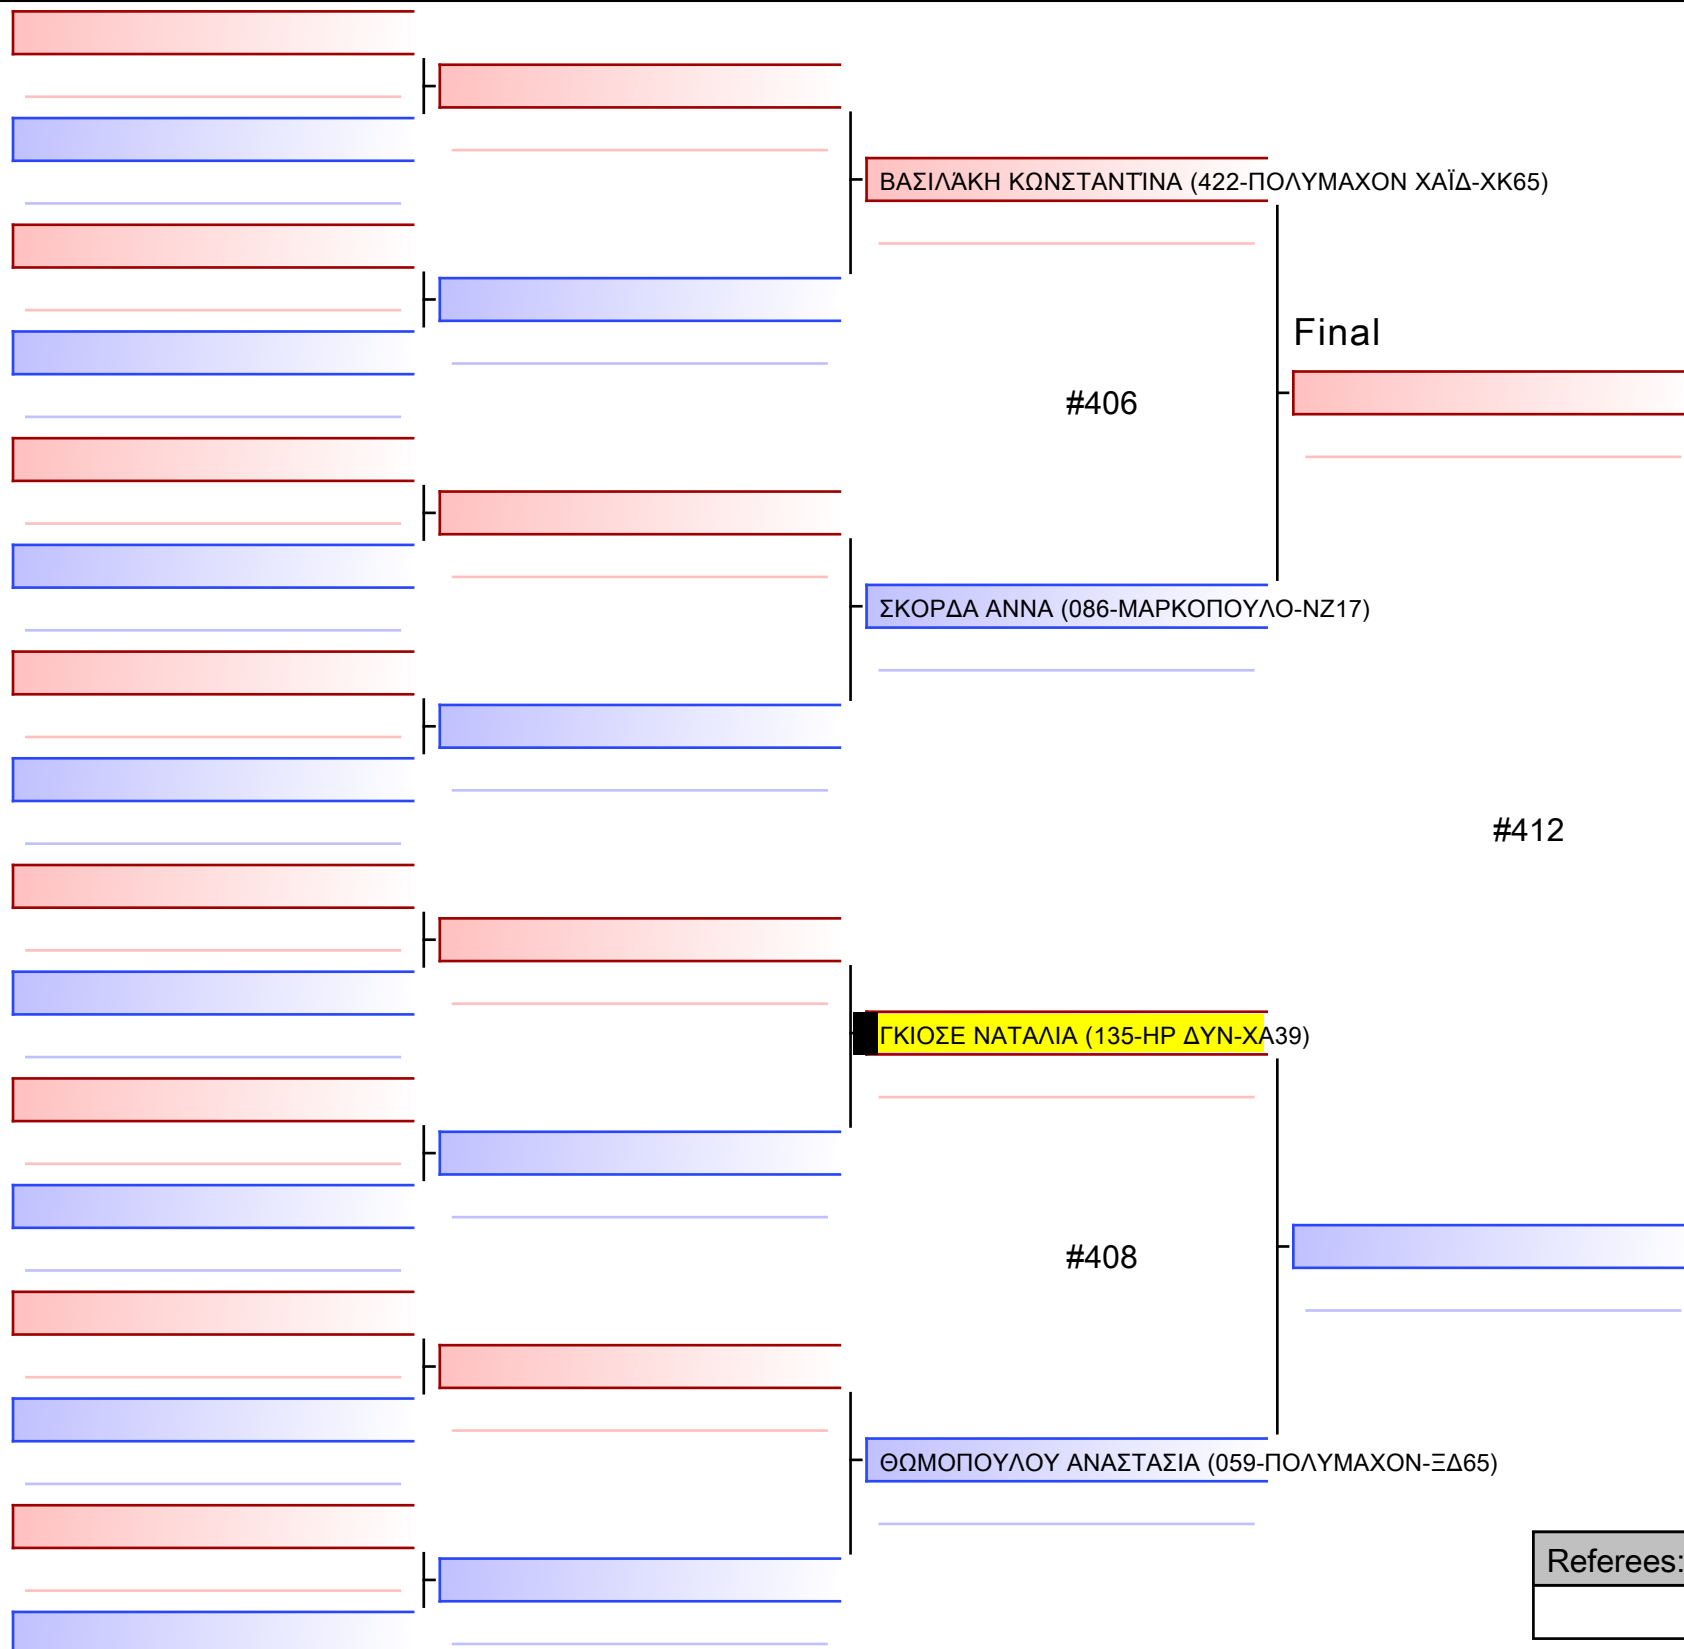 ΒΑΣΙΛΆΚΗ ΚΩΝΣΤΑΝΤΊΝΑ (422-ΠΟΛΥΜΑΧΟΝ ΧΑΪΔ-ΧΚ65)
Final
#406
ΣΚΟΡΔΑ ΑΝΝΑ (086-ΜΑΡΚΟΠΟΥΛΟ-ΝΖ17)
#412
ΓΚΙΟΣΕ ΝΑΤΑΛΙΑ (135-ΗΡ ΔΥΝ-ΧΑ39)
#408
ΘΩΜΟΠΟΥΛΟΥ ΑΝΑΣΤΑΣΙΑ (059-ΠΟΛΥΜΑΧΟΝ-ΞΔ65)
Referees: